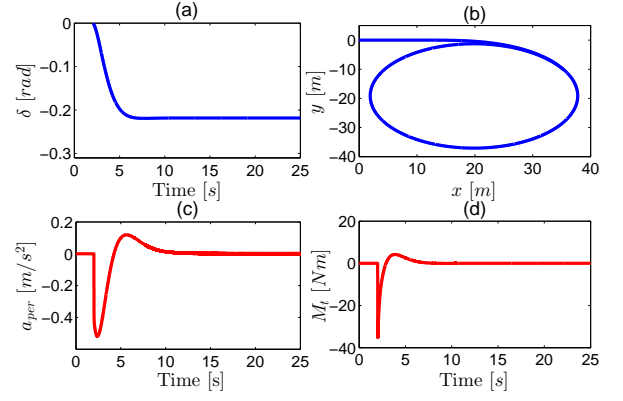 (a)
0
−0.1
−0.2
−0.3
δ [rad]
0 5 10 15 20 25
Time [s]
(b)
0
−10
−20
−30
−40
y [m]
0 10 20 30 40
x [m]
(c)
0.2
0
−0.2
−0.4
a_per [m/s²]
0 5 10 15 20 25
Time [s]
(d)
20
0
−20
−40
M_t [Nm]
0 5 10 15 20 25
Time [s]